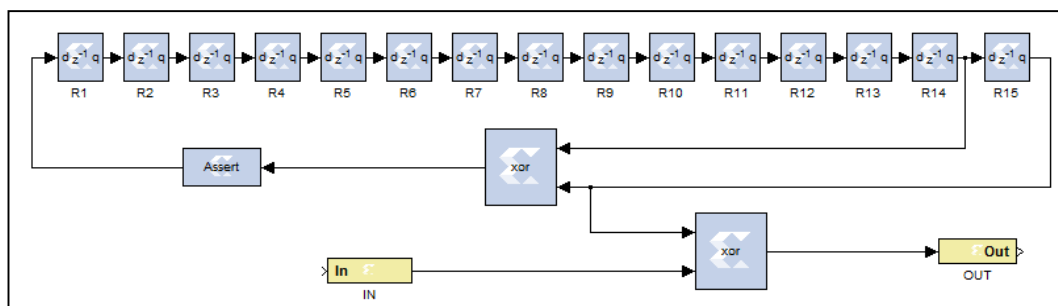 d z⁻¹ q d z⁻¹ q d z⁻¹ q d z⁻¹ q d z⁻¹ q d z⁻¹ q d z⁻¹ q d z⁻¹ q d z⁻¹ q d z⁻¹ q d z⁻¹ q d z⁻¹ q d z⁻¹ q d z⁻¹ q d z⁻¹ q
R1 R2 R3 R4 R5 R6 R7 R8 R9 R10 R11 R12 R13 R14 R15
Assert
xor
xor
Out
OUT
In
IN